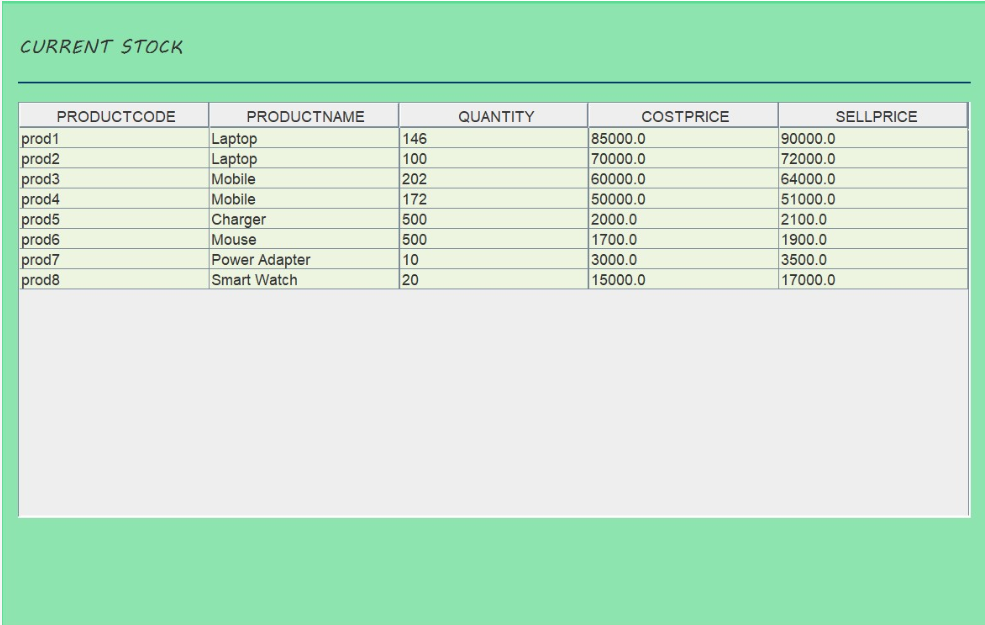 CURRENT STOCK
PRODUCTCODE PRODUCTNAME QUANTITY COSTPRICE SELLPRICE
prod1 Laptop 146 85000.0 90000.0
prod2 Laptop 100 70000.0 72000.0
prod3 Mobile 202 60000.0 64000.0
prod4 Mobile 172 50000.0 51000.0
prod5 Charger 500 2000.0 2100.0
prod6 Mouse 500 1700.0 1900.0
prod7 Power Adapter 10 3000.0 3500.0
prod8 Smart Watch 20 15000.0 17000.0